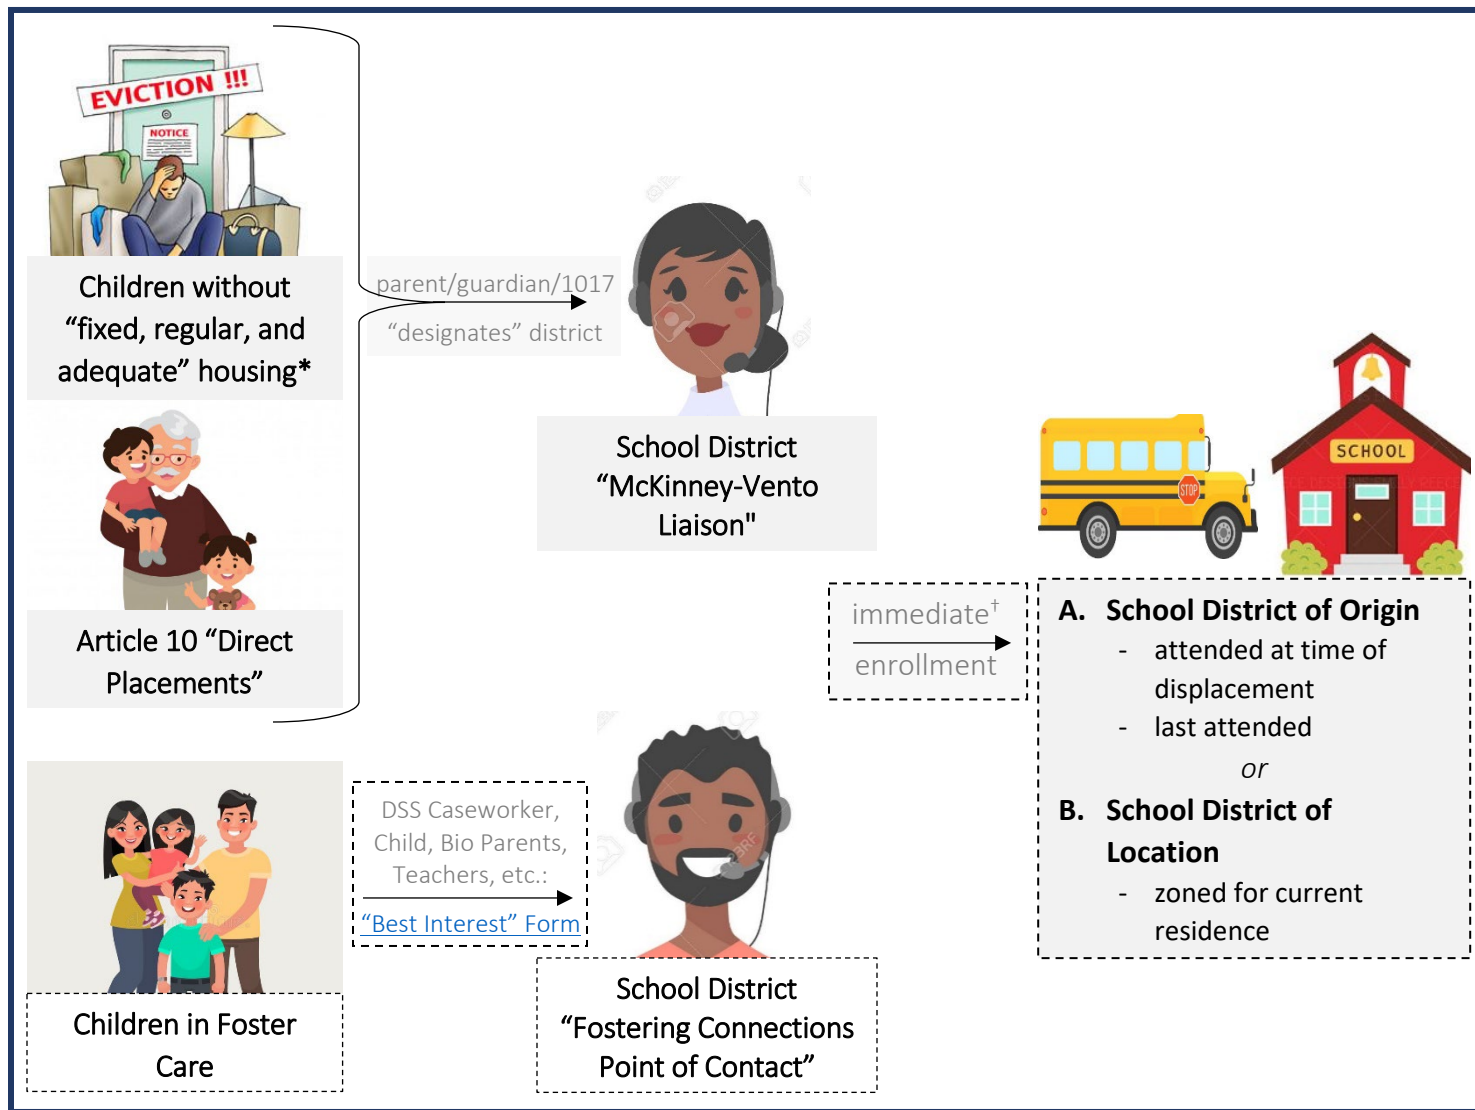 EVICTION !!!
NOTICE
Children without
“fixed, regular, and
adequate” housing*
parent/guardian/1017
“designates” district
School District
“McKinney-Vento
Liaison"
Article 10 “Direct
Placements”
STOP
SCHOOL
immediate†
enrollment
A. School District of Origin
- attended at time of
displacement
- last attended
or
B. School District of
Location
- zoned for current
residence
DSS Caseworker,
Child, Bio Parents,
Teachers, etc.:
“Best Interest” Form
Children in Foster
Care
School District
“Fostering Connections
Point of Contact”